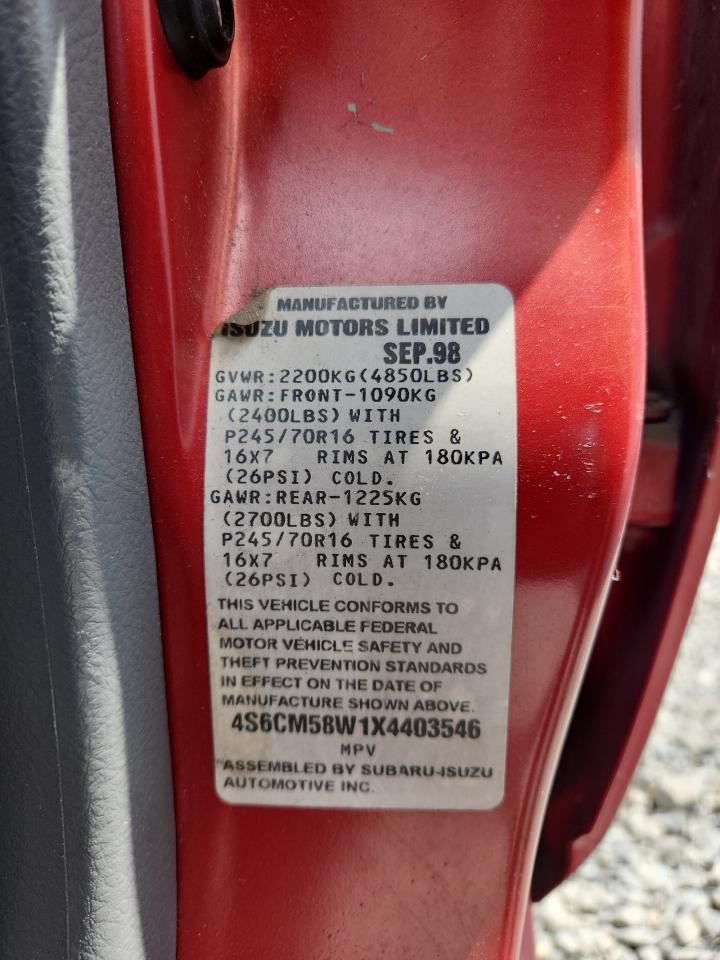 MANUFACTURED BY
ISUZU MOTORS LIMITED
SEP.98
GVWR:2200KG(4850LBS)
GAWR:FRONT-1090KG
(2400LBS) WITH
P245/70R16 TIRES &
16X7 RIMS AT 180KPA
(26PSI) COLD.
GAWR:REAR-1225KG
(2700LBS) WITH
P245/70R16 TIRES &
16X7 RIMS AT 180KPA
(26PSI) COLD.
THIS VEHICLE CONFORMS TO
ALL APPLICABLE FEDERAL
MOTOR VEHICLE SAFETY AND
THEFT PREVENTION STANDARDS
IN EFFECT ON THE DATE OF
MANUFACTURE SHOWN ABOVE.
4S6CM58W1X4403546
MPV
ASSEMBLED BY SUBARU-ISUZU
AUTOMOTIVE INC.